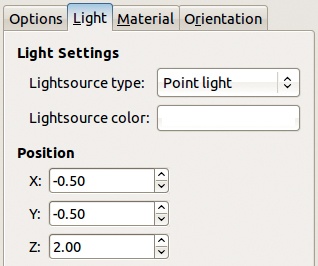 Options Light Material Orientation
Light Settings
Lightsource type: Point light
Lightsource color:
Position
X: -0.50
Y: -0.50
Z: 2.00